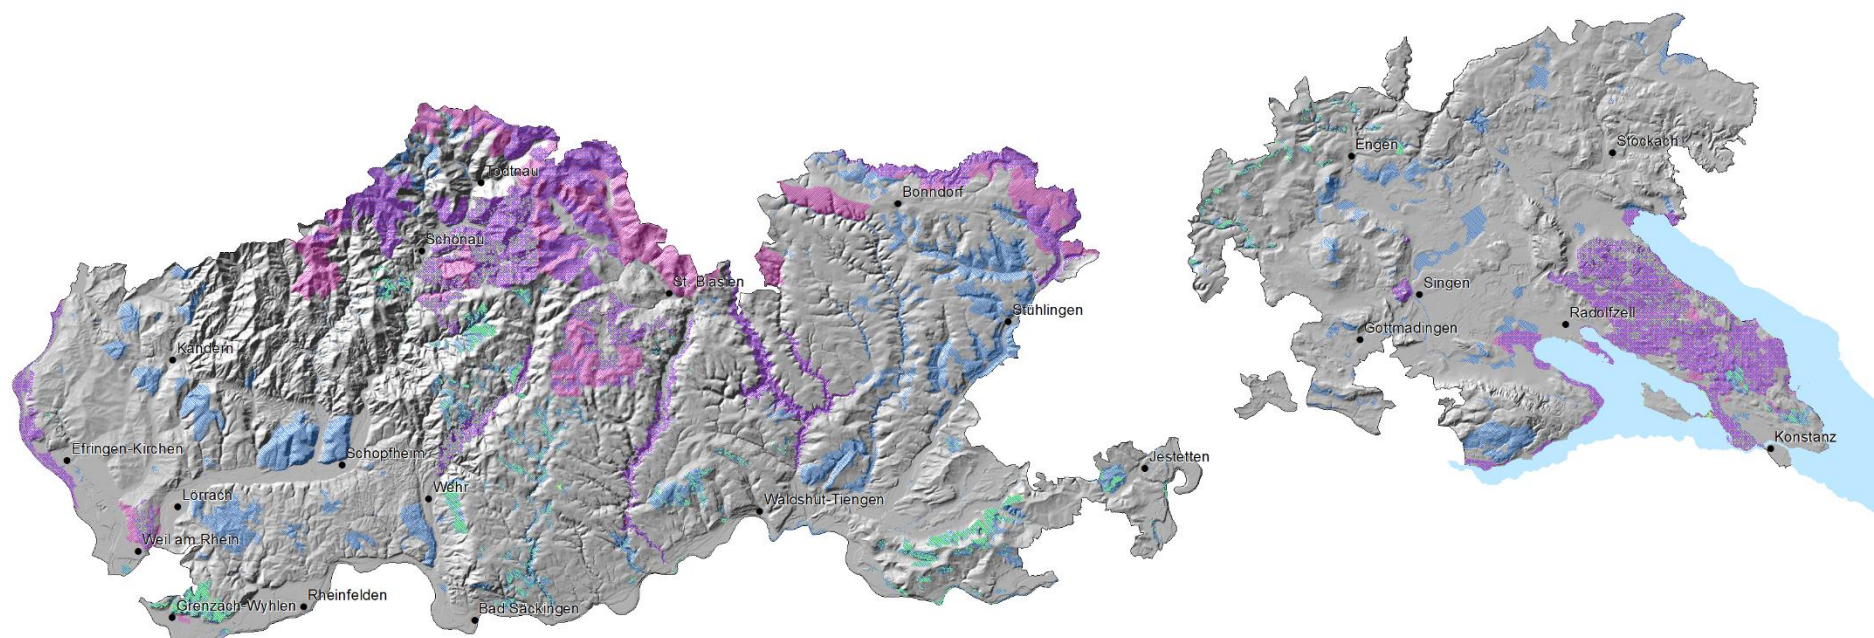 Todtnau
Schönau
St. Blasien
Bonndorf
Stühlingen
Kandern
Efringen-Kirchen
Schopfheim
Wehr
Lörrach
Weil am Rhein
Waldshut-Tiengen
Jestetten
Grenzach-Wyhlen
Rheinfelden
Bad Säckingen
Engen
Stockach
Singen
Gottmadingen
Radolfzell
Konstanz